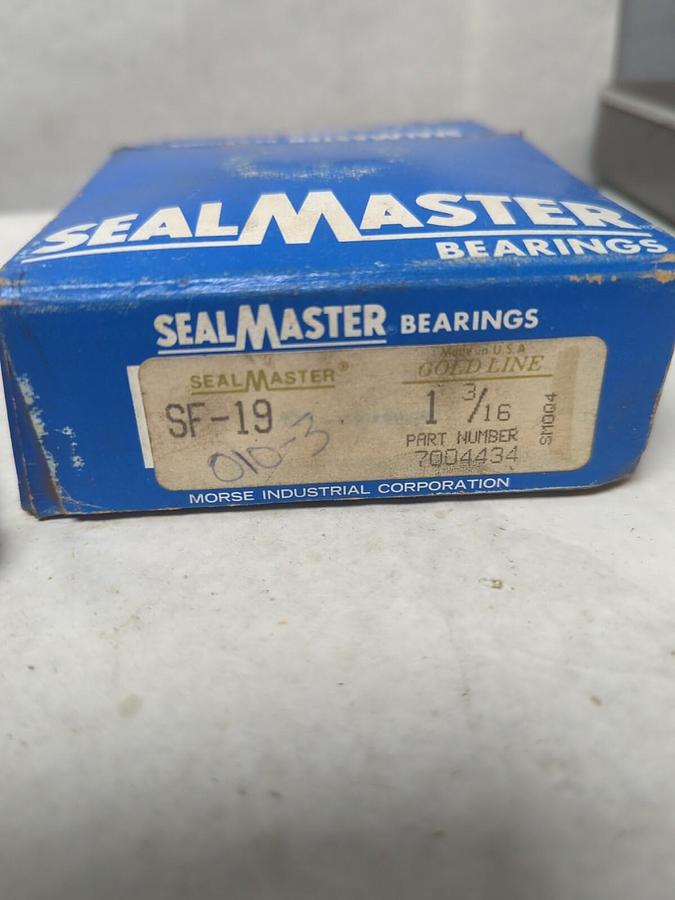 SEALMASTER
BEARINGS
SEALMASTER BEARINGS
Made in U.S.A
SEALMASTER® GOLD LINE
SF-19 1 3/16
010-3 PART NUMBER
7004434
SM0Q4
MORSE INDUSTRIAL CORPORATION